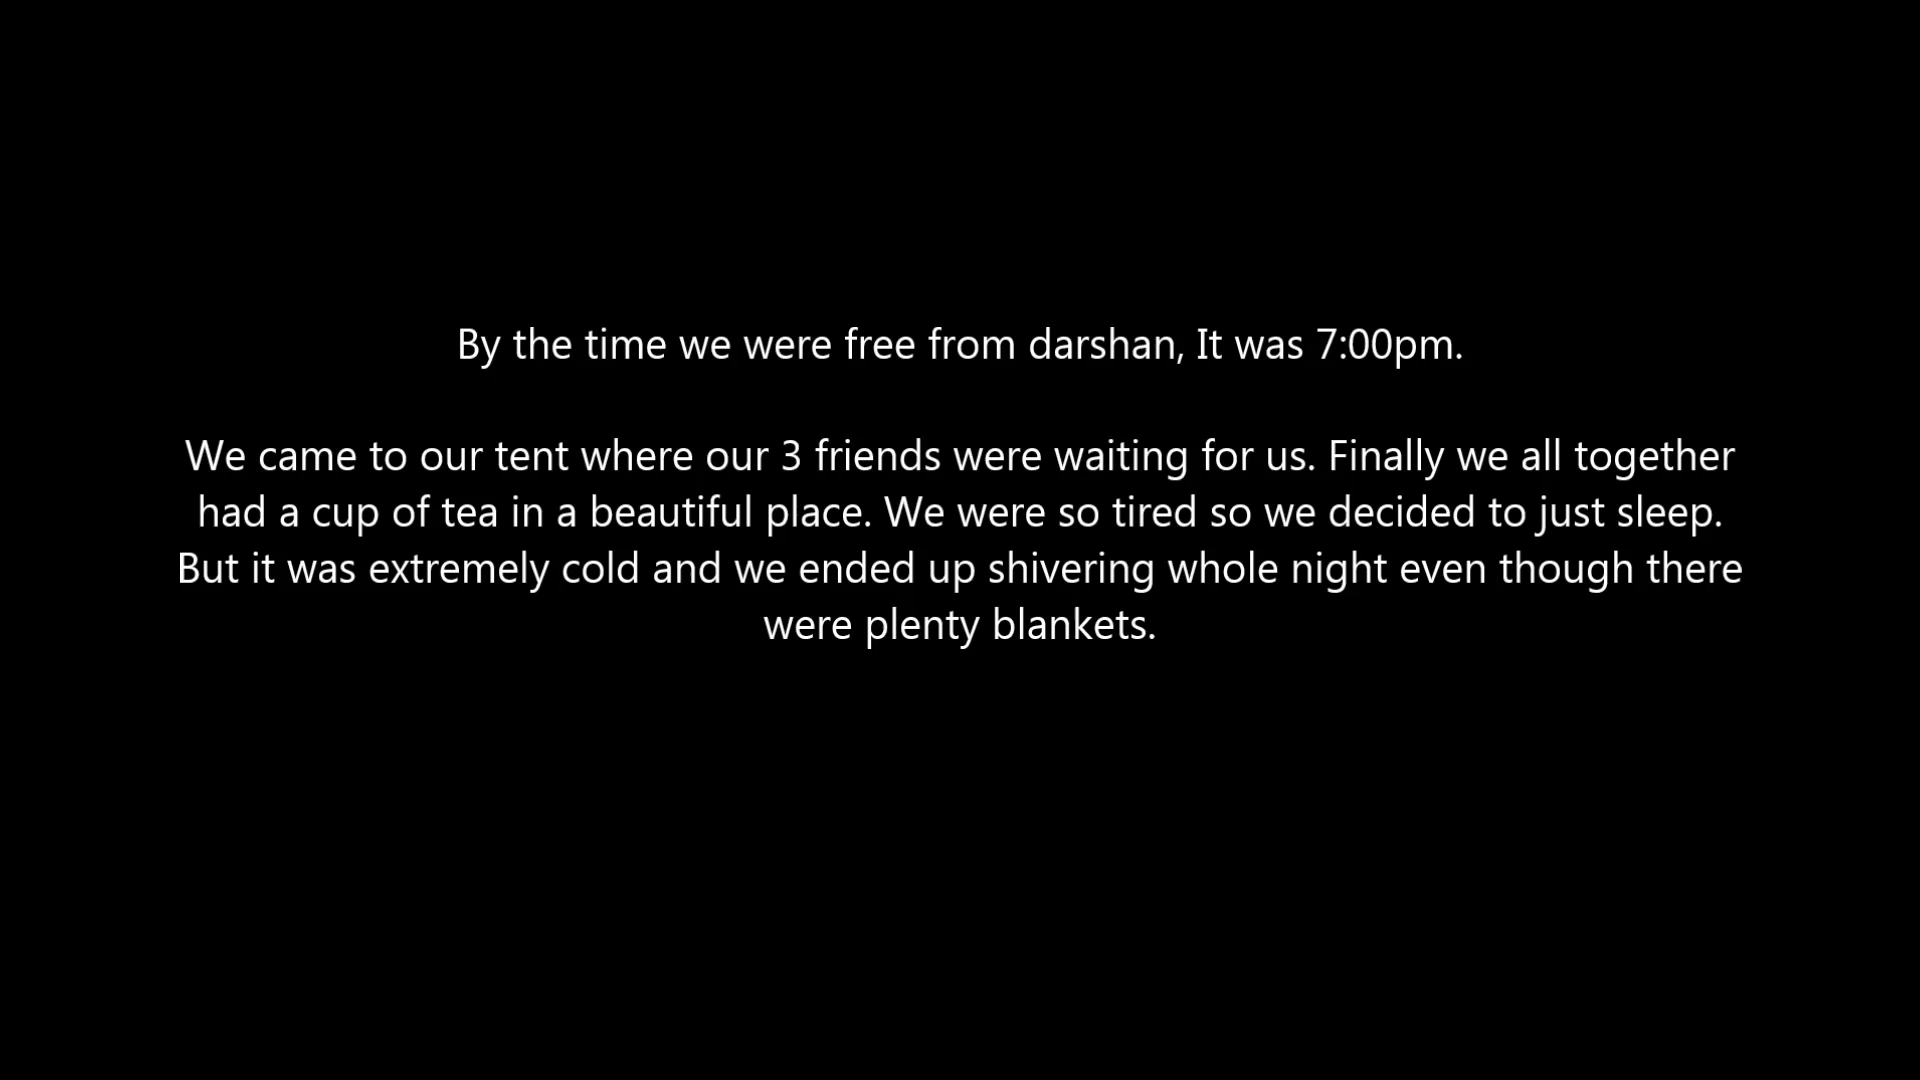 By the time we were free from darshan, It was 7:00pm.
We came to our tent where our 3 friends were waiting for us. Finally we all together
had a cup of tea in a beautiful place. We were so tired so we decided to just sleep.
But it was extremely cold and we ended up shivering whole night even though there
were plenty blankets.